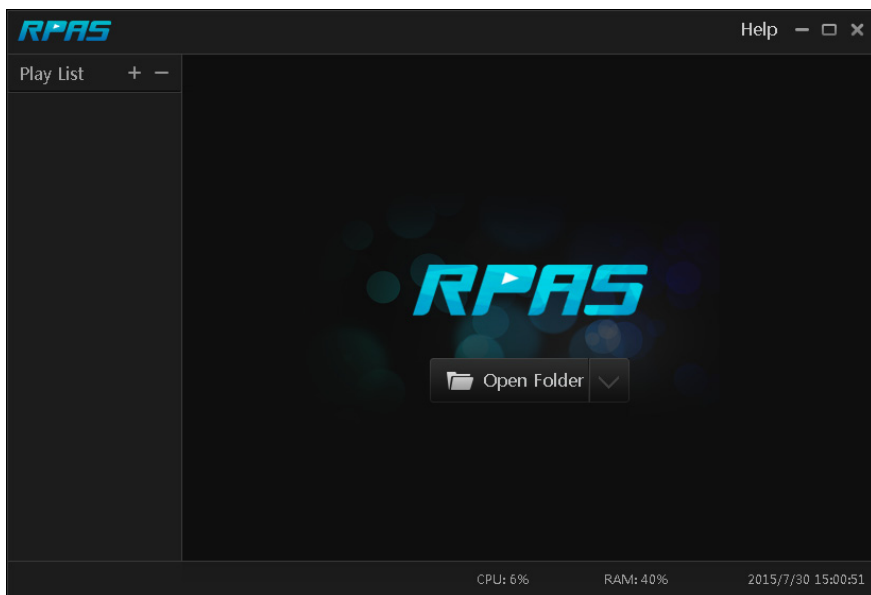 RPAS Help
Play List + −
RPAS
Open Folder
CPU: 6% RAM: 40% 2015/7/30 15:00:51